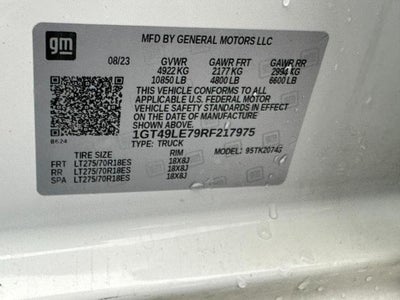 gm
MFD BY GENERAL MOTORS LLC
08/23 GVWR GAWR FRT GAWR RR
4922 KG 2177 KG 2994 KG
10850 LB 4800 LB 6600 LB
THIS VEHICLE CONFORMS TO ALL APPLICABLE
U.S. FEDERAL MOTOR VEHICLE SAFETY
STANDARDS IN EFFECT ON THE DATE OF MANUFACTURE
SHOWN ABOVE.
1GT49LE79RF217975
TYPE: TRUCK MODEL:
TIRE SIZE RIM
FRT LT275/70R18ES 18X8J
RR LT275/70R18ES 18X8J
SPA LT275/70R18ES 18X8J